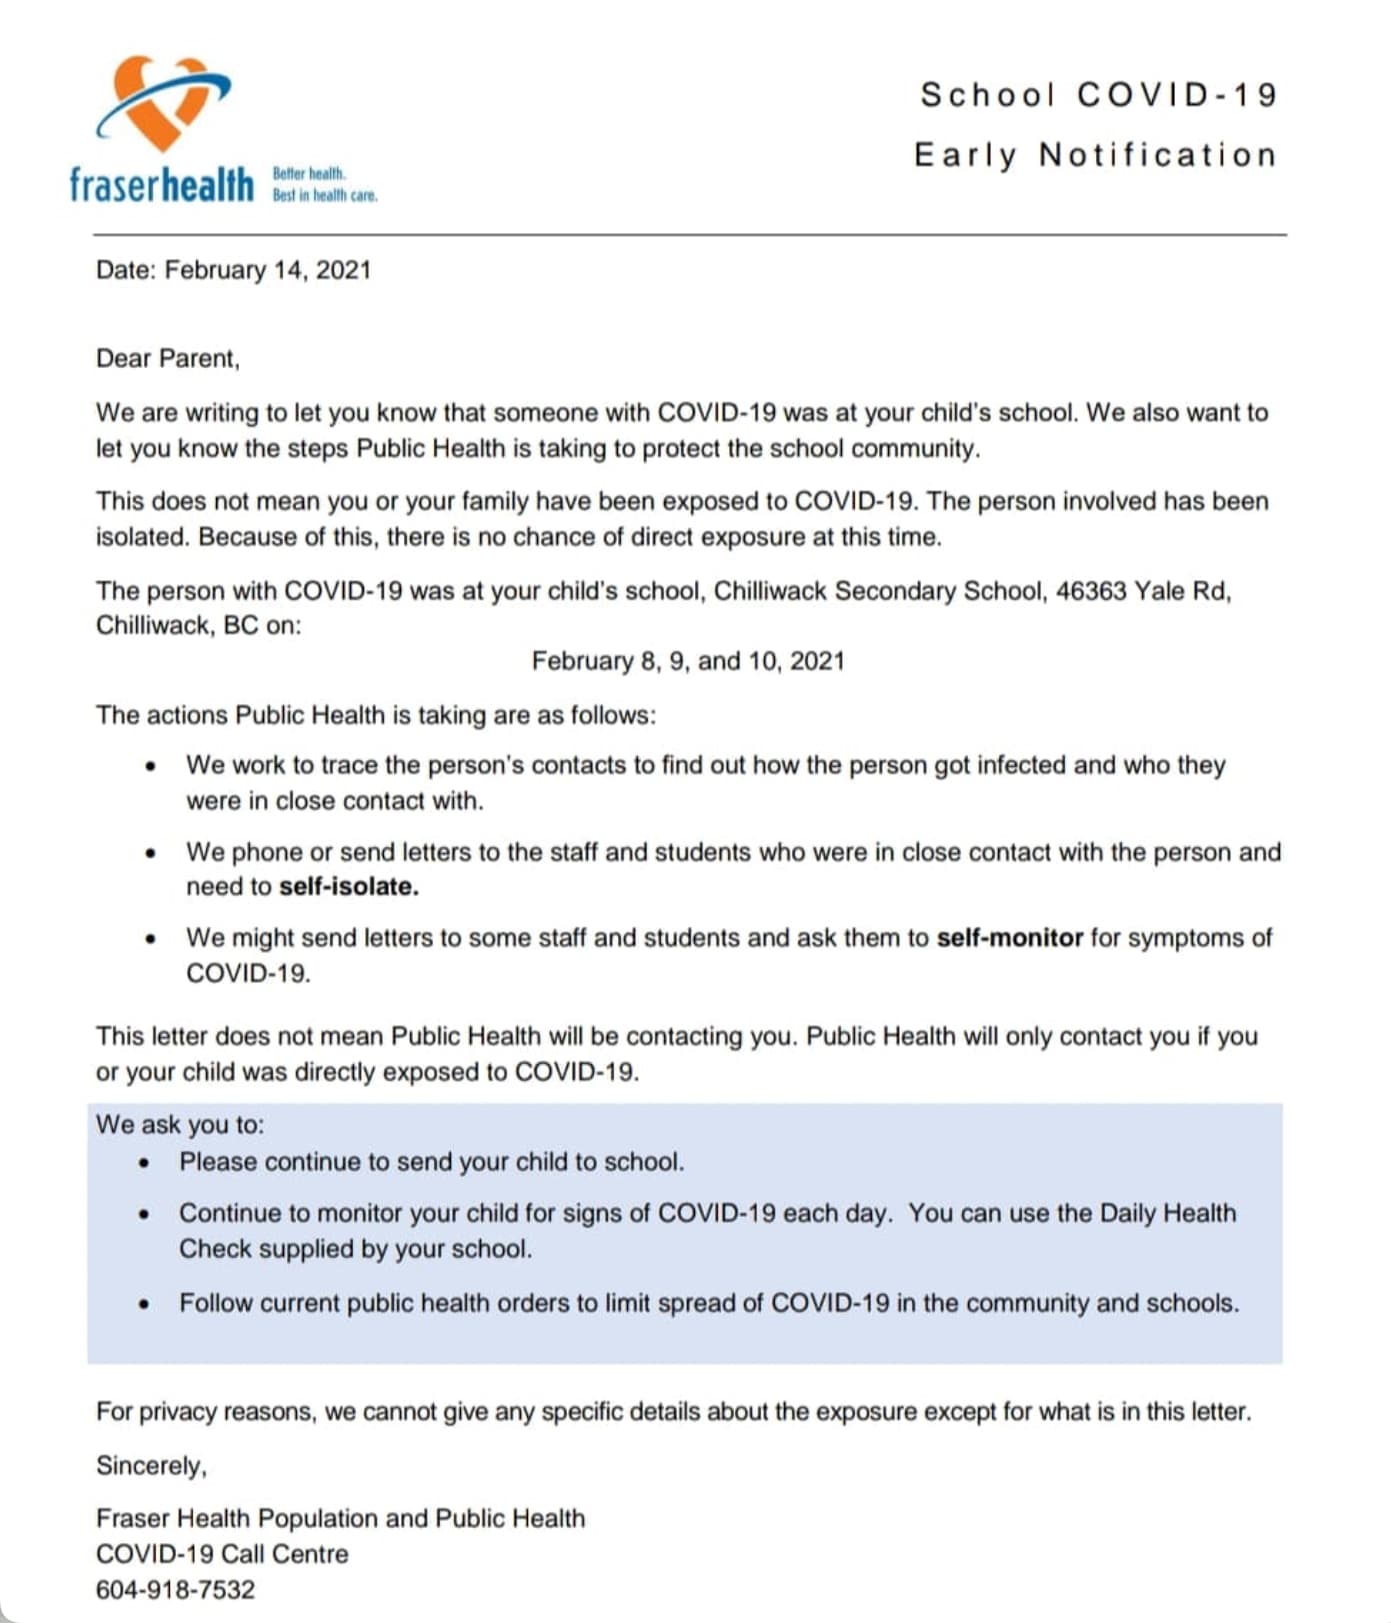 fraserhealth
Better health.
Best in health care.
School COVID-19
Early Notification
Date: February 14, 2021
Dear Parent,
We are writing to let you know that someone with COVID-19 was at your child's school. We also want to
let you know the steps Public Health is taking to protect the school community.
This does not mean you or your family have been exposed to COVID-19. The person involved has been
isolated. Because of this, there is no chance of direct exposure at this time.
The person with COVID-19 was at your child's school, Chilliwack Secondary School, 46363 Yale Rd,
Chilliwack, BC on:
February 8, 9, and 10, 2021
The actions Public Health is taking are as follows:
• We work to trace the person's contacts to find out how the person got infected and who they
were in close contact with.
• We phone or send letters to the staff and students who were in close contact with the person and
need to self-isolate.
• We might send letters to some staff and students and ask them to self-monitor for symptoms of
COVID-19.
This letter does not mean Public Health will be contacting you. Public Health will only contact you if you
or your child was directly exposed to COVID-19.
We ask you to:
• Please continue to send your child to school.
• Continue to monitor your child for signs of COVID-19 each day. You can use the Daily Health
Check supplied by your school.
• Follow current public health orders to limit spread of COVID-19 in the community and schools.
For privacy reasons, we cannot give any specific details about the exposure except for what is in this letter.
Sincerely,
Fraser Health Population and Public Health
COVID-19 Call Centre
604-918-7532